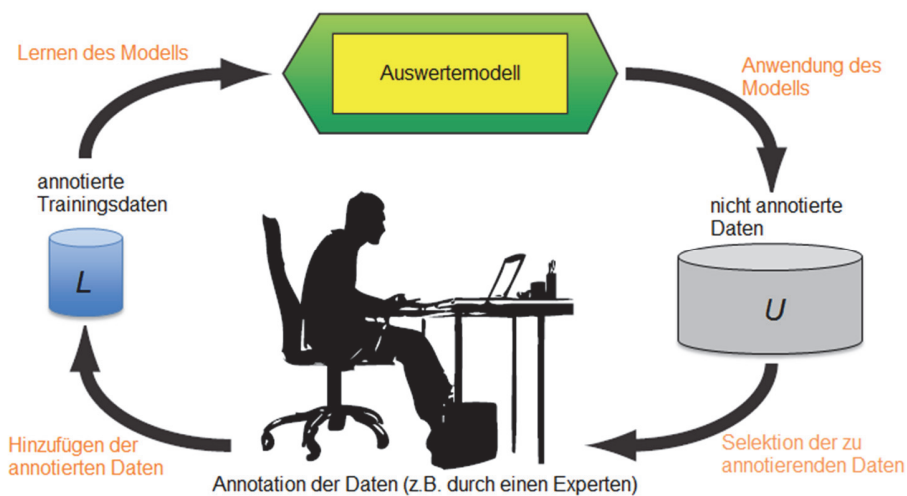 Lernen des Modells
Auswertemodell
Anwendung des
Modells
annotierte
Trainingsdaten
L
nicht annotierte
Daten
U
Hinzufügen der
annotierten Daten
Selektion der zu
annotierenden Daten
Annotation der Daten (z.B. durch einen Experten)